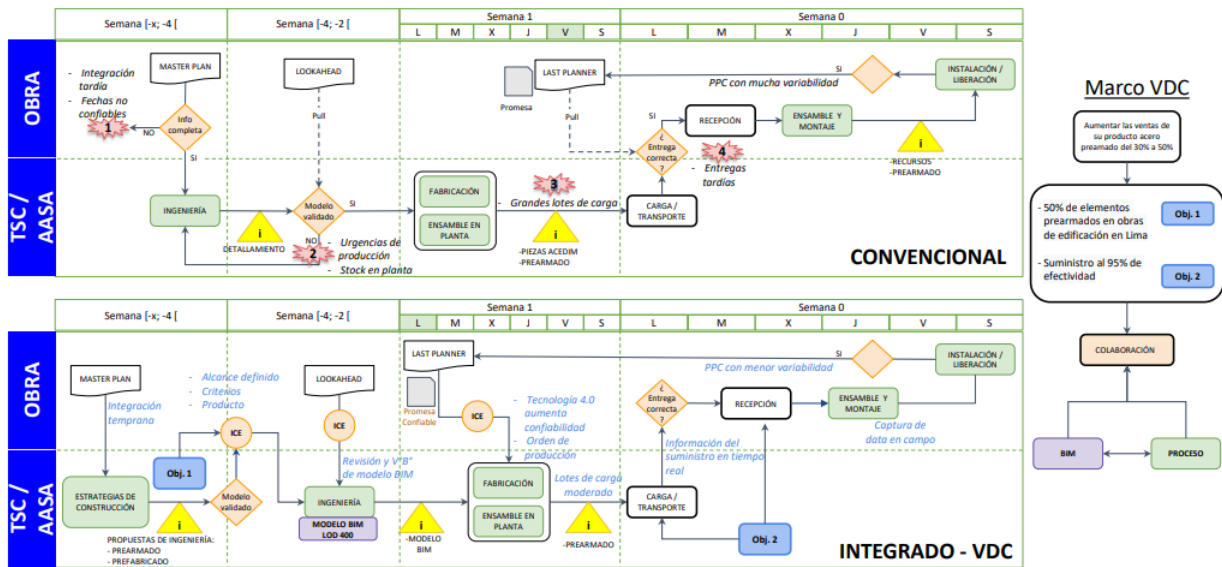 Semana [-x; -4 [
Semana [-4; -2 [
Semana 1
Semana 0
L
M
X
J
V
S
L
M
X
J
V
S
OBRA
TSC /
AASA
- Integración
tardía
- Fechas no
confiables
1
MASTER PLAN
Info
completa
NO
SI
INGENIERÍA
i
DETALLAMIENTO
LOOKAHEAD
Pull
Modelo
validado
SI
NO
2
- Urgencias de
producción
- Stock en planta
FABRICACIÓN
ENSAMBLE EN
PLANTA
3
- Grandes lotes de carga
i
-PIEZAS ACEDIM
-PREARMADO
Promesa
LAST PLANNER
Pull
PPC con mucha variabilidad
SI
INSTALACIÓN /
LIBERACIÓN
¿
Entrega
correcta
?
SI
RECEPCIÓN
ENSAMBLE Y
MONTAJE
4
- Entregas
tardías
i
-RECURSOS
-PREARMADO
CARGA /
TRANSPORTE
CONVENCIONAL
Semana [-x; -4 [
Semana [-4; -2 [
Semana 1
Semana 0
L
M
X
J
V
S
L
M
X
J
V
S
OBRA
TSC /
AASA
MASTER PLAN
- Alcance definido
- Criterios
- Producto
Integración
temprana
ICE
Obj. 1
ESTRATEGIAS DE
CONSTRUCCIÓN
i
PROPUESTAS DE INGENIERÍA:
- PREARMADO
- PREFABRICADO
Modelo
validado
LOOKAHEAD
ICE
Revisión y V°B°
de modelo BIM
INGENIERÍA
MODELO BIM
LOD 400
i
-MODELO
BIM
LAST PLANNER
Promesa
Confiable
ICE
- Tecnología 4.0
aumenta
confiabilidad
- Orden de
producción
FABRICACIÓN
ENSAMBLE EN
PLANTA
Lotes de carga
moderado
i
-PREARMADO
PPC con menor variabilidad
SI
INSTALACIÓN /
LIBERACIÓN
¿
Entrega
correcta
?
RECEPCIÓN
ENSAMBLE Y
MONTAJE
Captura de
data en campo
Información del
suministro en tiempo
real
CARGA /
TRANSPORTE
Obj. 2
INTEGRADO - VDC
Marco VDC
Aumentar las ventas de
su producto acero
preamado del 30% a 50%
- 50% de elementos
prearmados en obras
de edificación en Lima
Obj. 1
- Suministro al 95% de
efectividad
Obj. 2
COLABORACIÓN
BIM
PROCESO